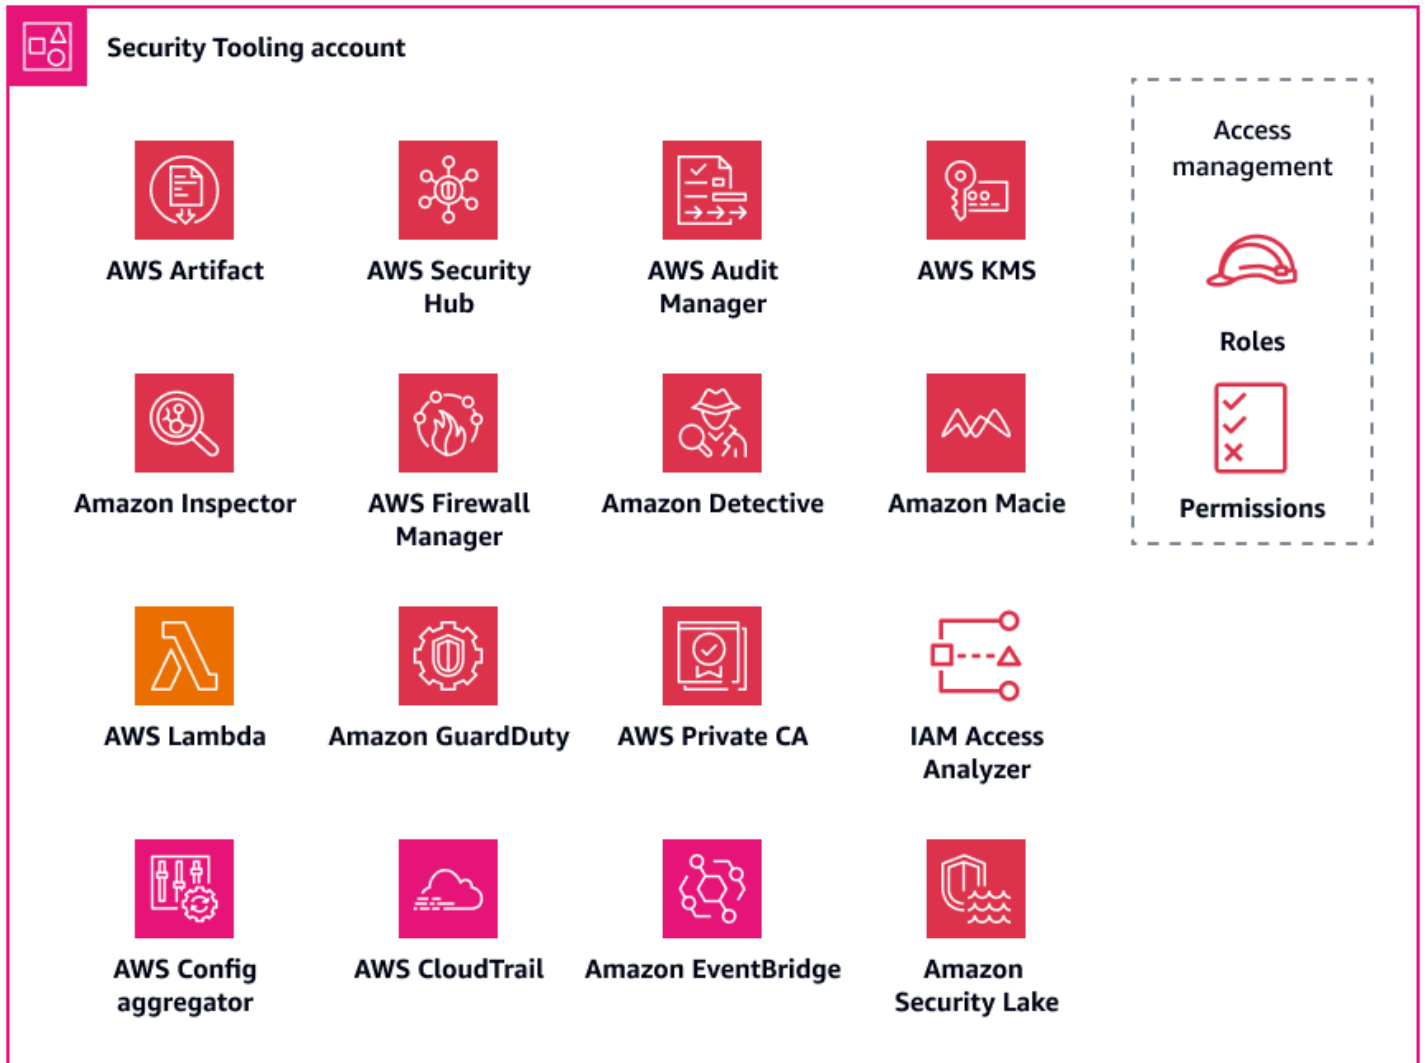 Security Tooling account
Access
management
AWS Artifact
AWS Security
Hub
AWS Audit
Manager
AWS KMS
Roles
Amazon Inspector
AWS Firewall
Manager
Amazon Detective
Amazon Macie
Permissions
AWS Lambda
Amazon GuardDuty
AWS Private CA
IAM Access
Analyzer
AWS Config
aggregator
AWS CloudTrail
Amazon EventBridge
Amazon
Security Lake